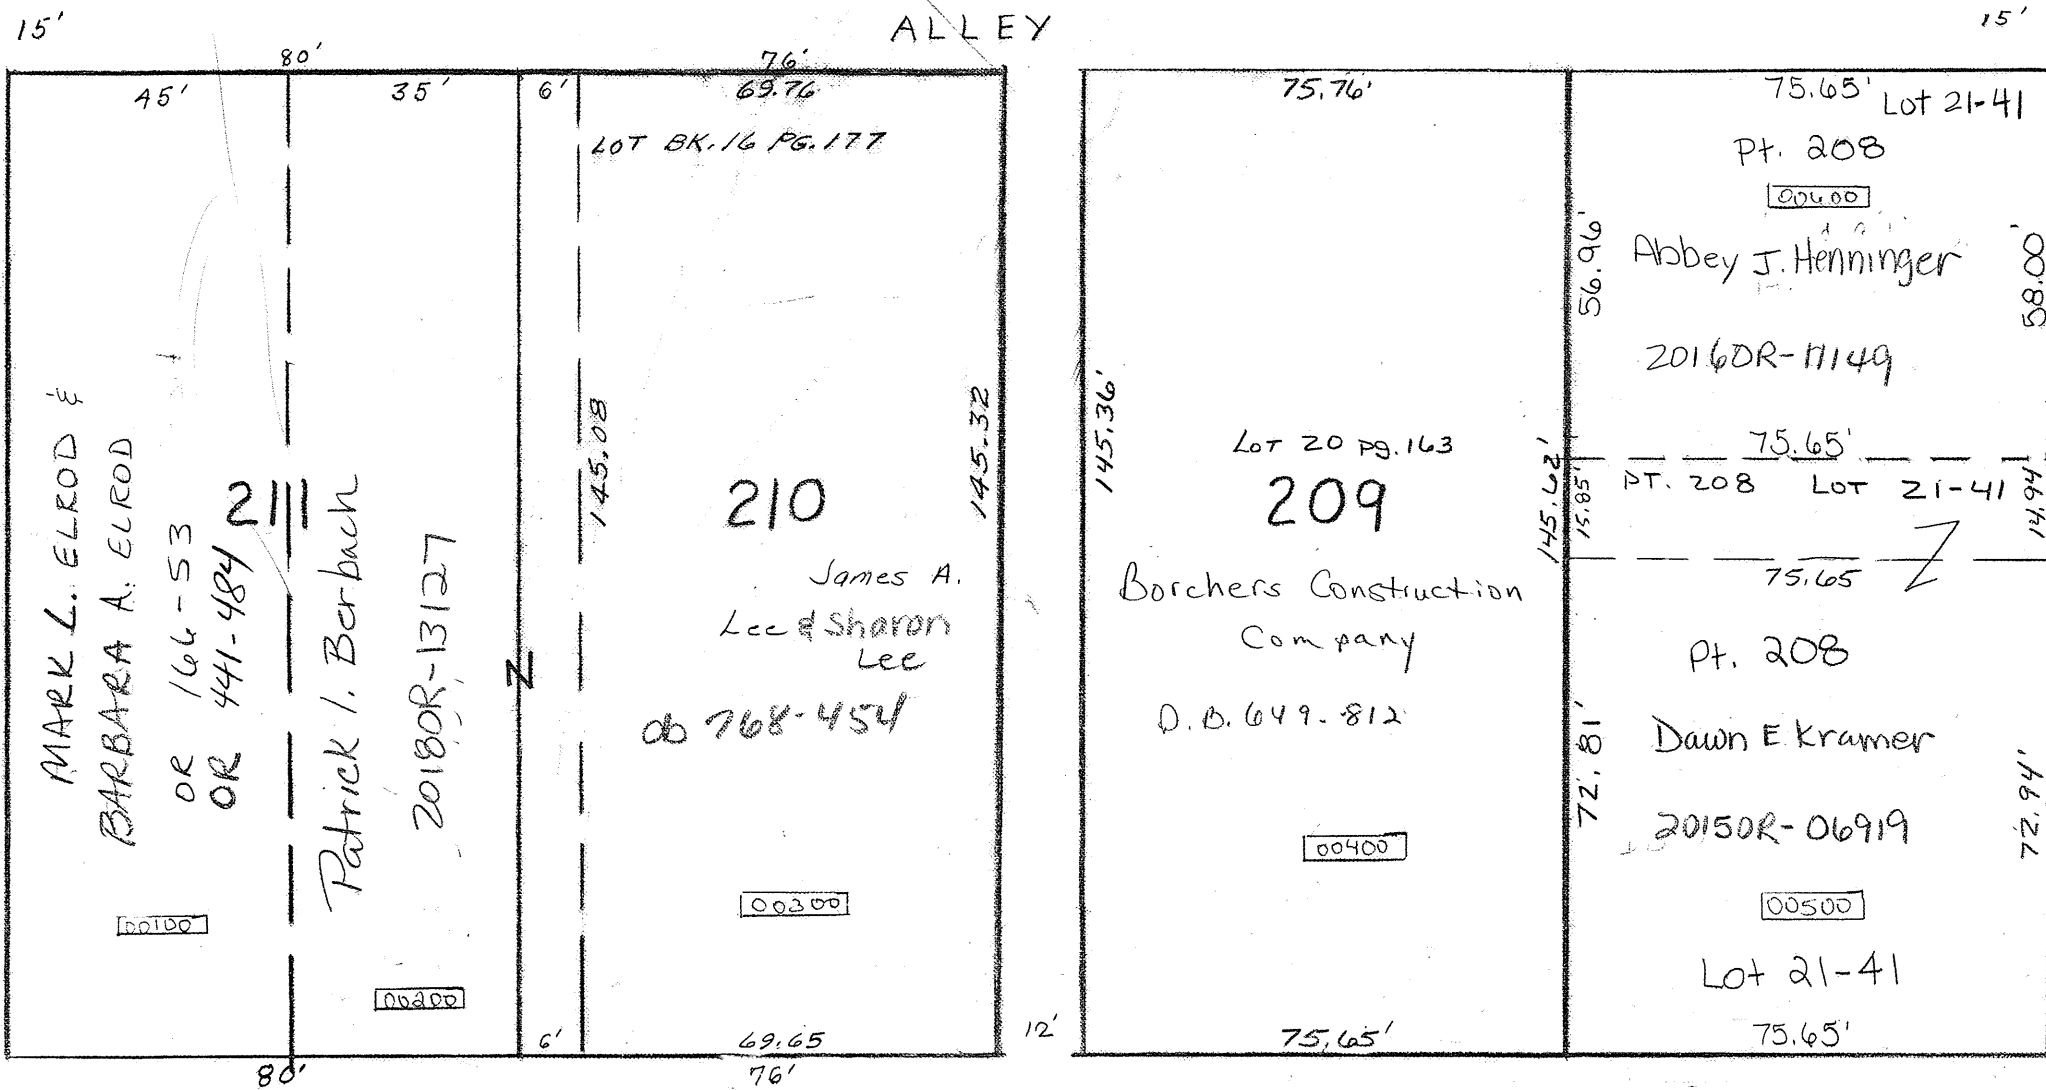 15'
ALLEY
15'
80'
76'
45'
35'
6'
69.76
75.76'
75.65'
Lot 21-41
LOT BK. 16 PG. 177
Pt. 208
00600
56.96'
Abbey J. Henninger
58.00'
20160R-11149
75.65'
MARK L. ELROD &
BARBARA A. ELROD
OR 166-53
OR 441-484
211
Patrick I. Berbach
20180R-13127
Z
145.08
145.32
210
James A.
Lee & Sharon
Lee
db 768-454
145.36'
Lot 20 pg. 163
209
Borchers Construction
Company
D.B. 649-812
145.62'
15.85'
PT. 208 LOT 21-41
14.94'
Z
75.65
Pt. 208
72.81'
Dawn E Kramer
72.94'
20150R-06919
00500
Lot 21-41
00400
00300
00100
00200
6'
69.65
12'
75.65'
75.65'
80'
76'